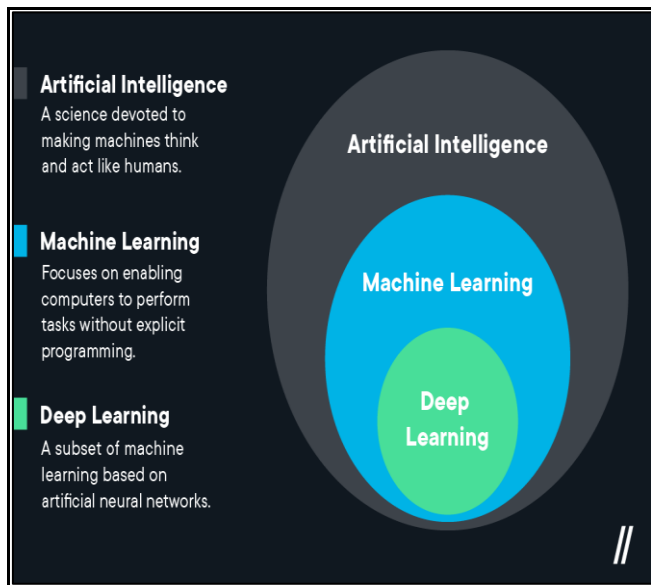 Artificial Intelligence
A science devoted to
making machines think
and act like humans.
Machine Learning
Focuses on enabling
computers to perform
tasks without explicit
programming.
Deep Learning
A subset of machine
learning based on
artificial neural networks.
Artificial Intelligence
Machine Learning
Deep
Learning
//